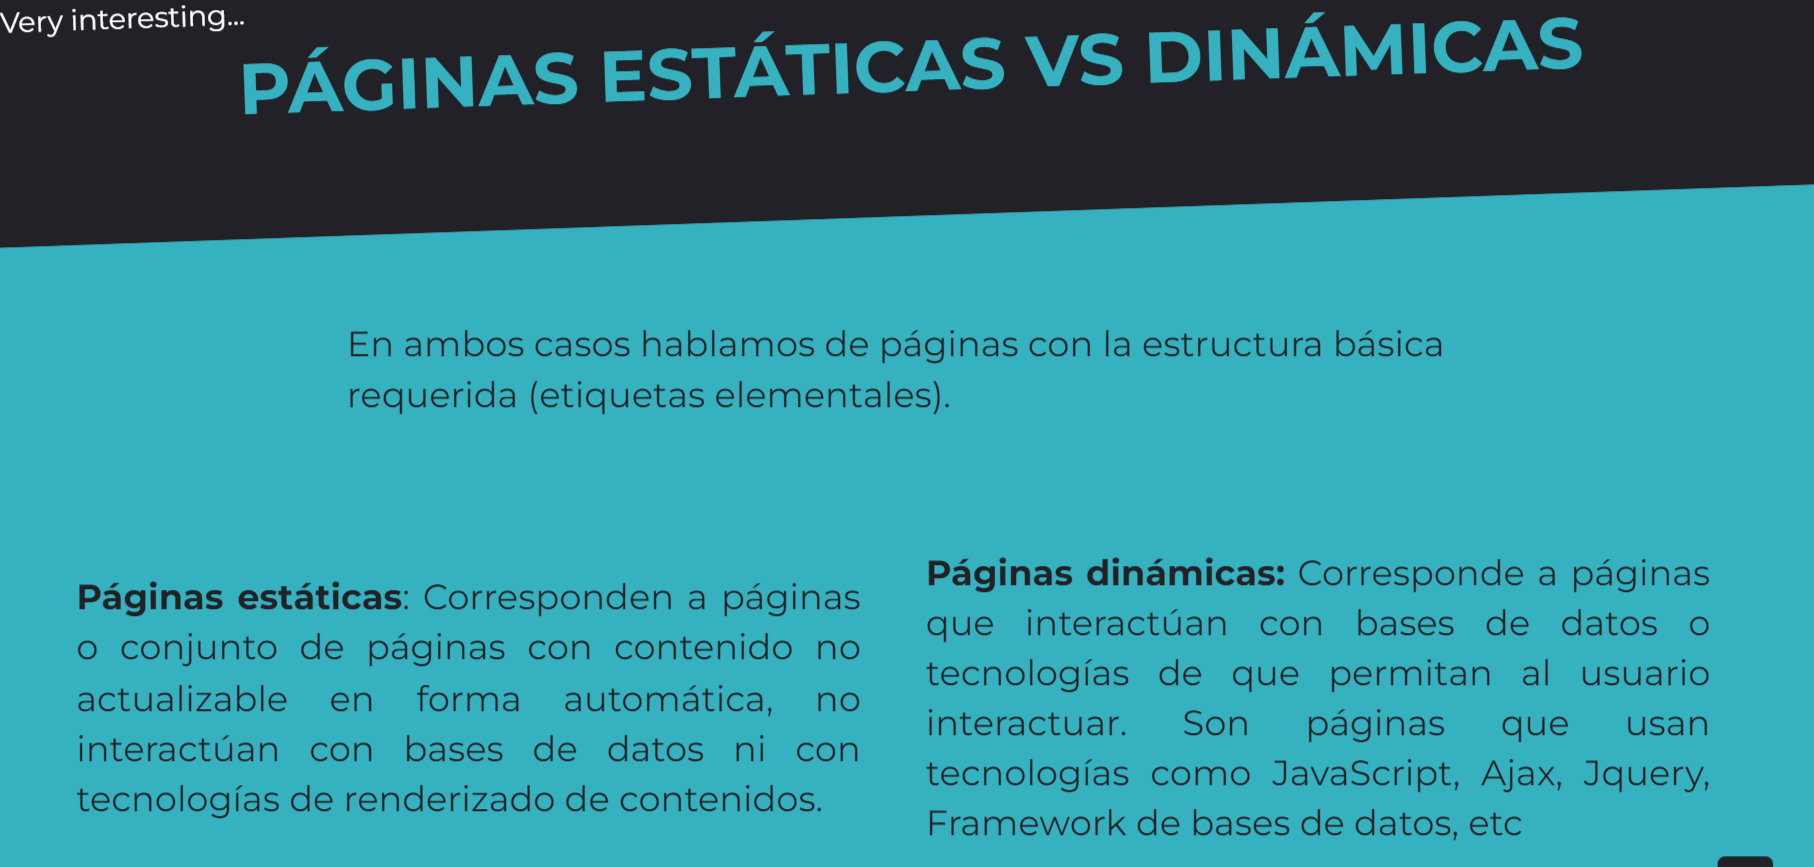 Very interesting...
PÁGINAS ESTÁTICAS VS DINÁMICAS
En ambos casos hablamos de páginas con la estructura básica
requerida (etiquetas elementales).
Páginas estáticas: Corresponden a páginas
o conjunto de páginas con contenido no
actualizable en forma automática, no
interactúan con bases de datos ni con
tecnologías de renderizado de contenidos.
Páginas dinámicas: Corresponde a páginas
que interactúan con bases de datos o
tecnologías de que permitan al usuario
interactuar. Son páginas que usan
tecnologías como JavaScript, Ajax, Jquery,
Framework de bases de datos, etc